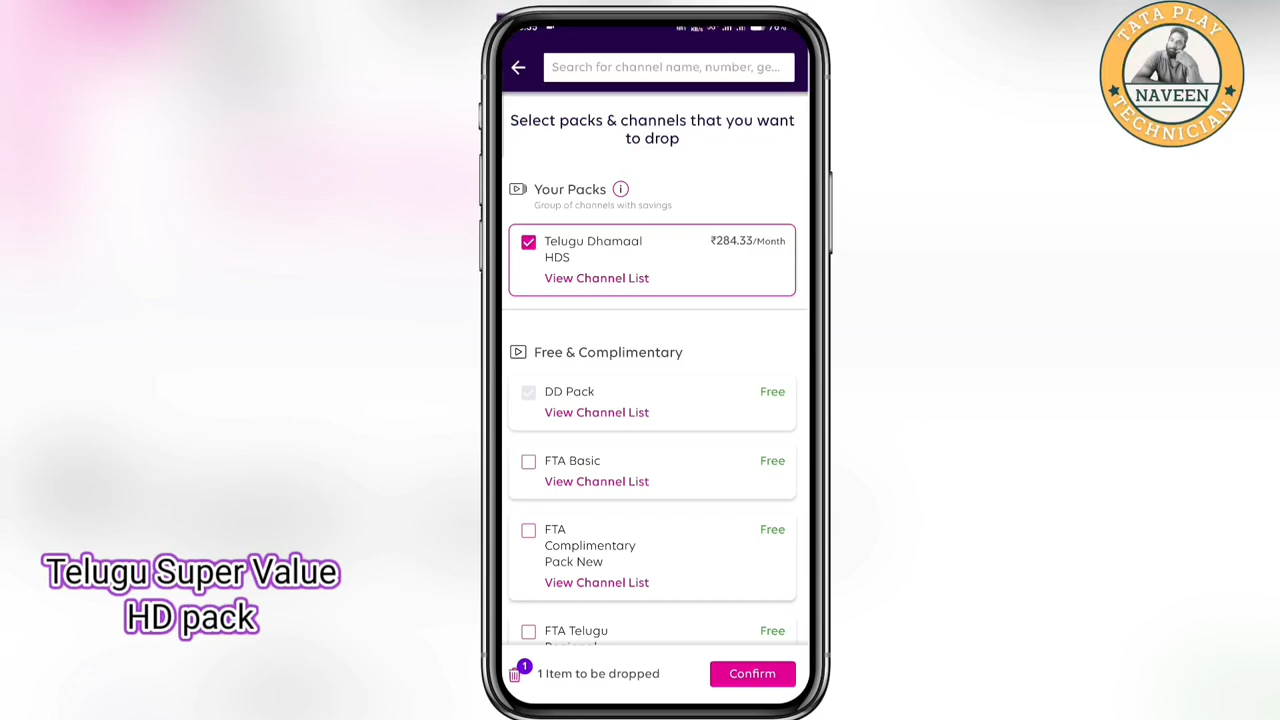 76%
Search for channel name, number, ge...
Select packs & channels that you want
to drop
Your Packs
Group of channels with savings
Telugu Dhamaal
HDS
₹284.33/Month
View Channel List
Free & Complimentary
DD Pack
Free
View Channel List
FTA Basic
Free
View Channel List
FTA
Complimentary
Pack New
Free
View Channel List
FTA Telugu
Free
1
1 Item to be dropped
Confirm
Telugu Super Value
HD pack
TATA PLAY
NAVEEN
TECHNICIAN